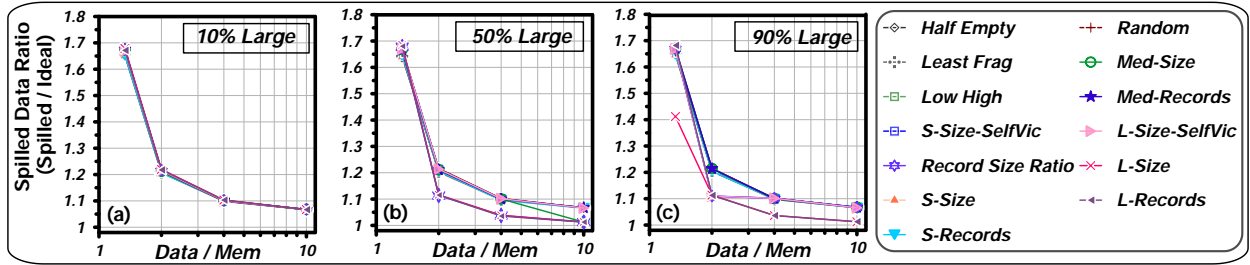 Spilled Data Ratio
(Spilled / Ideal)
1.8
1.7
1.6
1.5
1.4
1.3
1.2
1.1
1
10% Large
(a)
1
Data / Mem
10
1.8
1.7
1.6
1.5
1.4
1.3
1.2
1.1
1
50% Large
(b)
1
Data / Mem
10
1.8
1.7
1.6
1.5
1.4
1.3
1.2
1.1
1
90% Large
(c)
1
Data / Mem
10
Half Empty
Least Frag
Low High
S-Size-SelfVic
Record Size Ratio
S-Size
S-Records
Random
Med-Size
Med-Records
L-Size-SelfVic
L-Size
L-Records